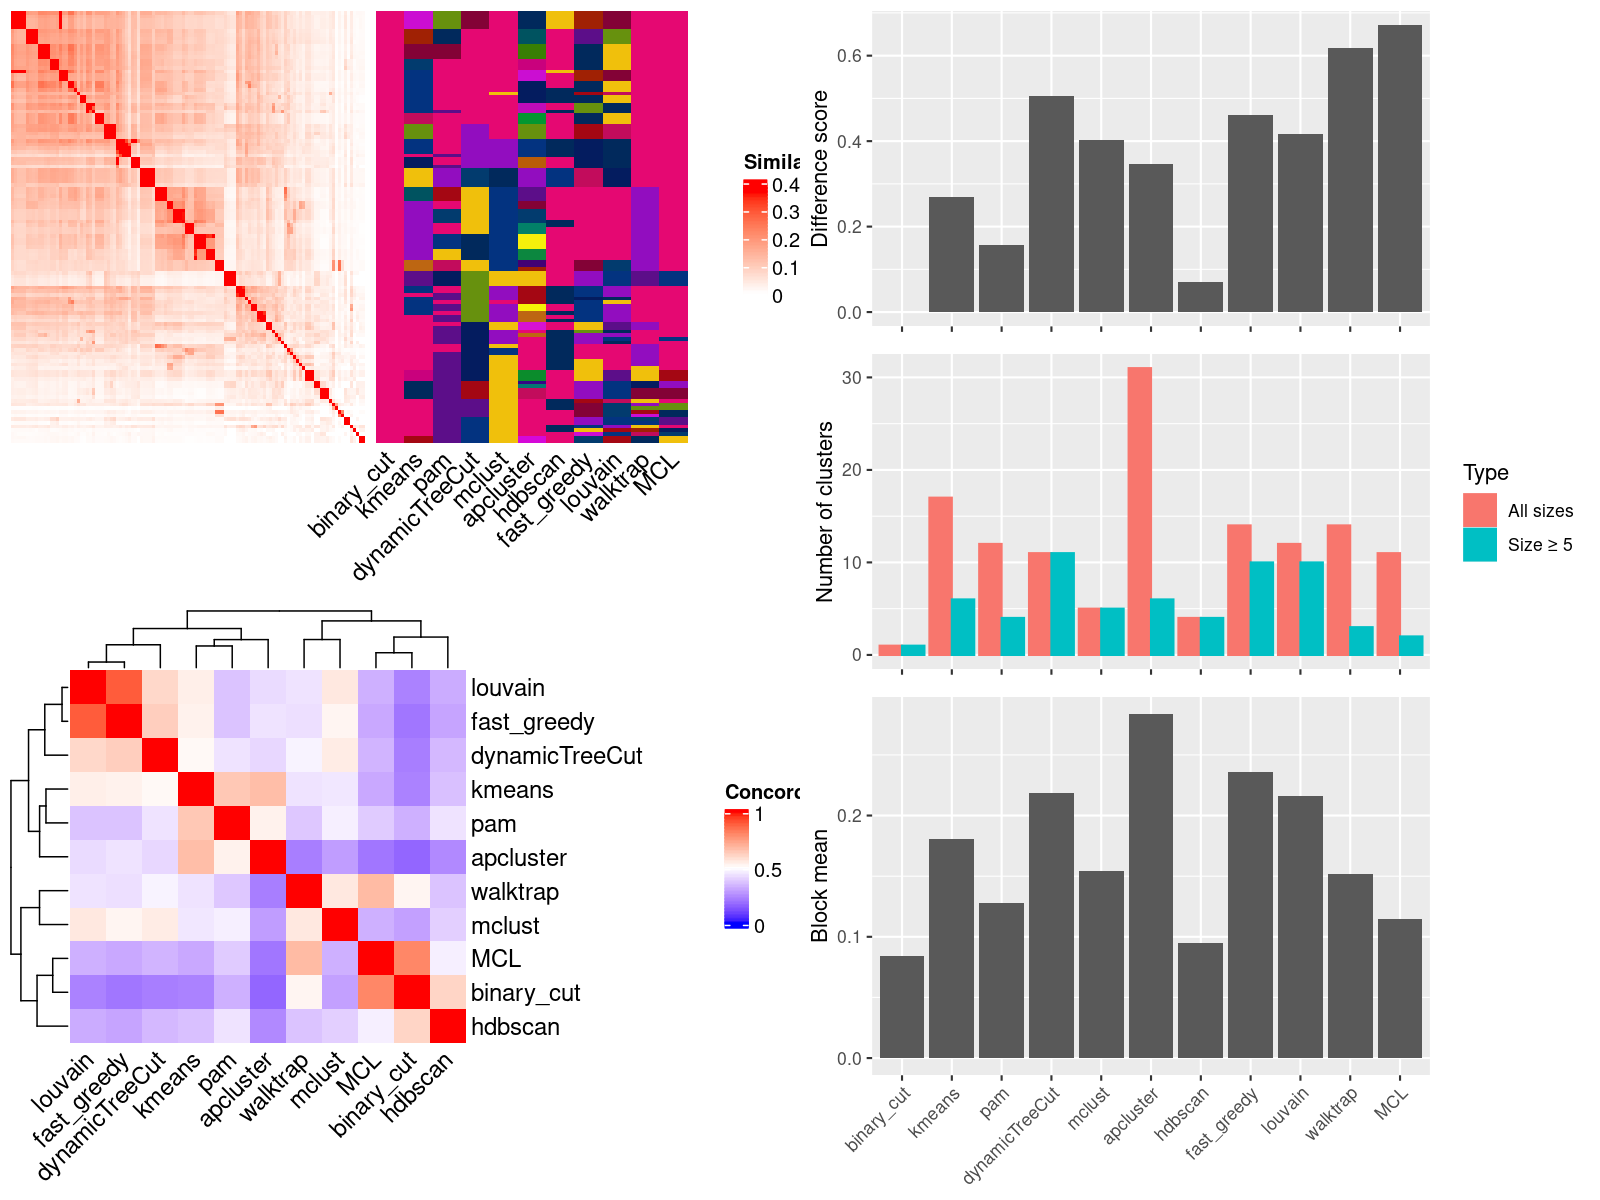 Simila
0.4
0.3
0.2
0.1
0
binary_cut
kmeans
pam
dynamicTreeCut
mclust
apcluster
hdbscan
fast_greedy
louvain
walktrap
MCL
louvain
fast_greedy
dynamicTreeCut
kmeans
pam
apcluster
walktrap
mclust
MCL
binary_cut
hdbscan
louvain
fast_greedy
dynamicTreeCut
kmeans
pam
apcluster
walktrap
mclust
MCL
binary_cut
hdbscan
Concord
1
0.5
0
Difference score
0.6
0.4
0.2
0.0
Number of clusters
30
20
10
0
Type
All sizes
Size ≥ 5
Block mean
0.2
0.1
0.0
binary_cut
kmeans
pam
dynamicTreeCut
mclust
apcluster
hdbscan
fast_greedy
louvain
walktrap
MCL